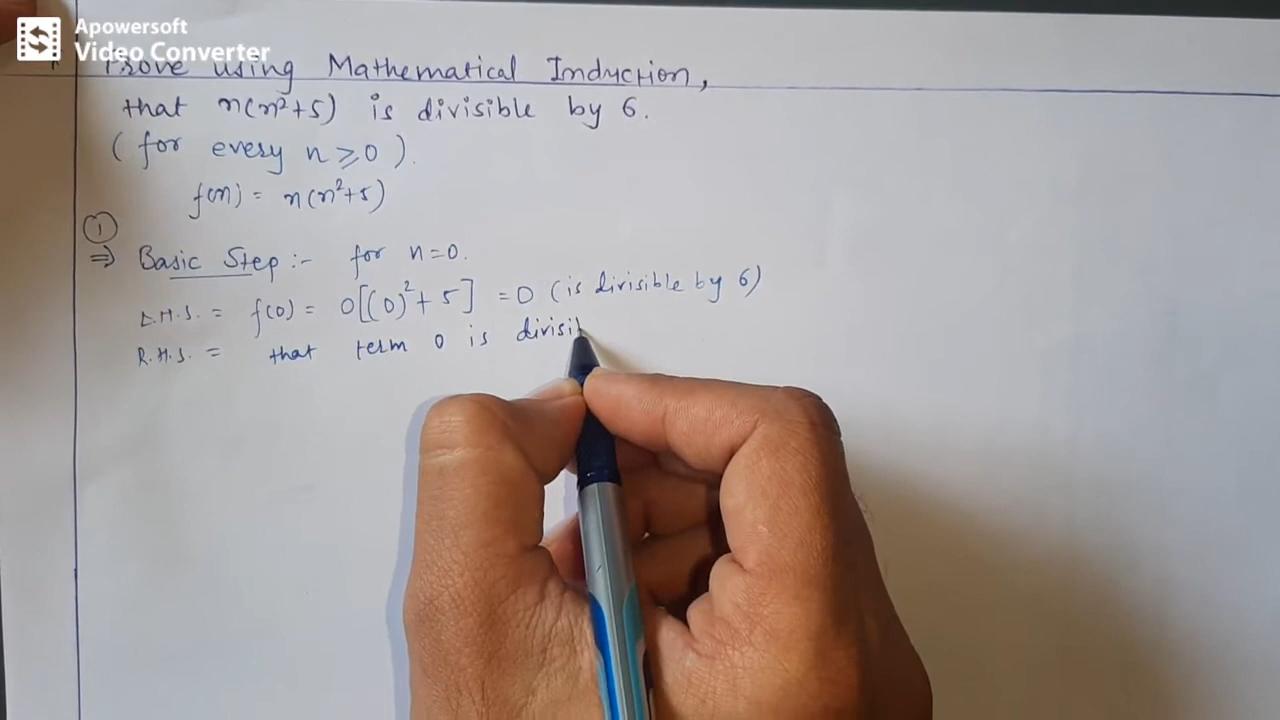 Apowersoft
Video Converter
Prove using Mathematical Induction,
that n(n²+5) is divisible by 6.
(for every n ⩾ 0).
f(n) = n(n²+5)
①
⇒ Basic Step :- for n=0.
L.H.S. = f(0) = 0[(0)²+ 5] = 0 (is divisible by 6)
R.H.S. = that term 0 is divisib